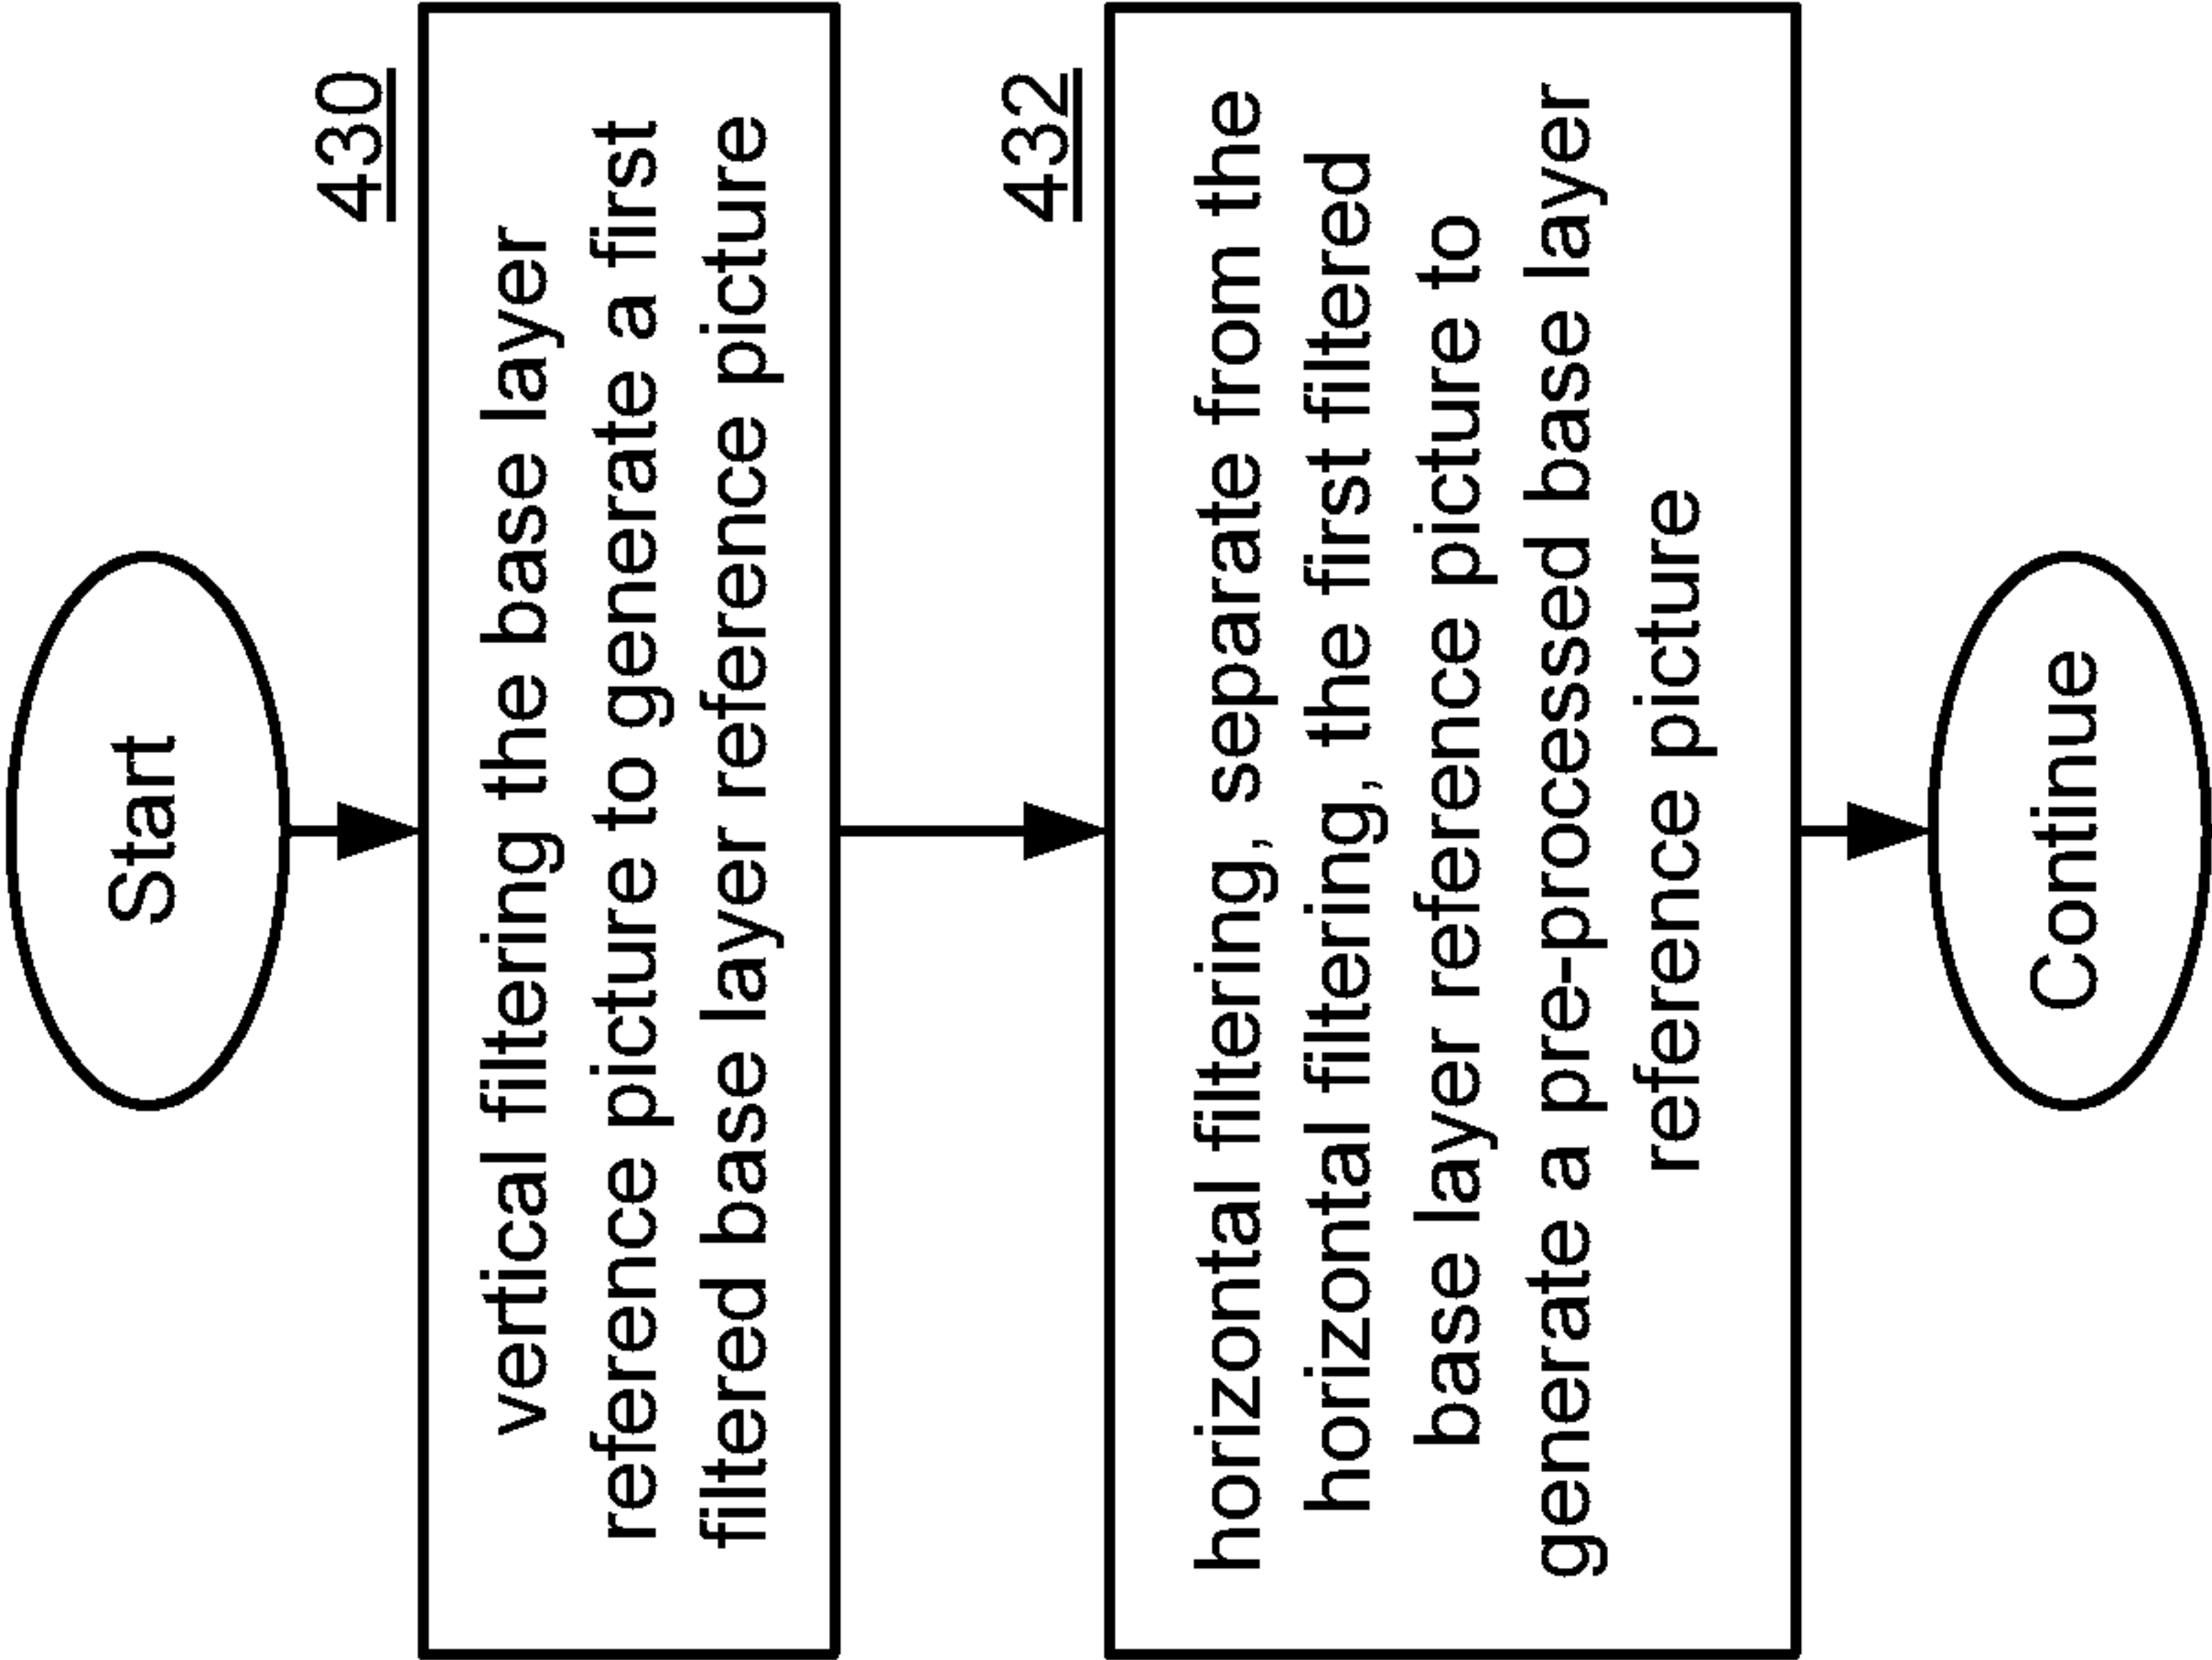 Start
430
vertical filtering the base layer
reference picture to generate a first
filtered base layer reference picture
432
horizontal filtering, separate from the
horizontal filtering, the first filtered
base layer reference picture to
generate a pre-processed base layer
reference picture
Continue